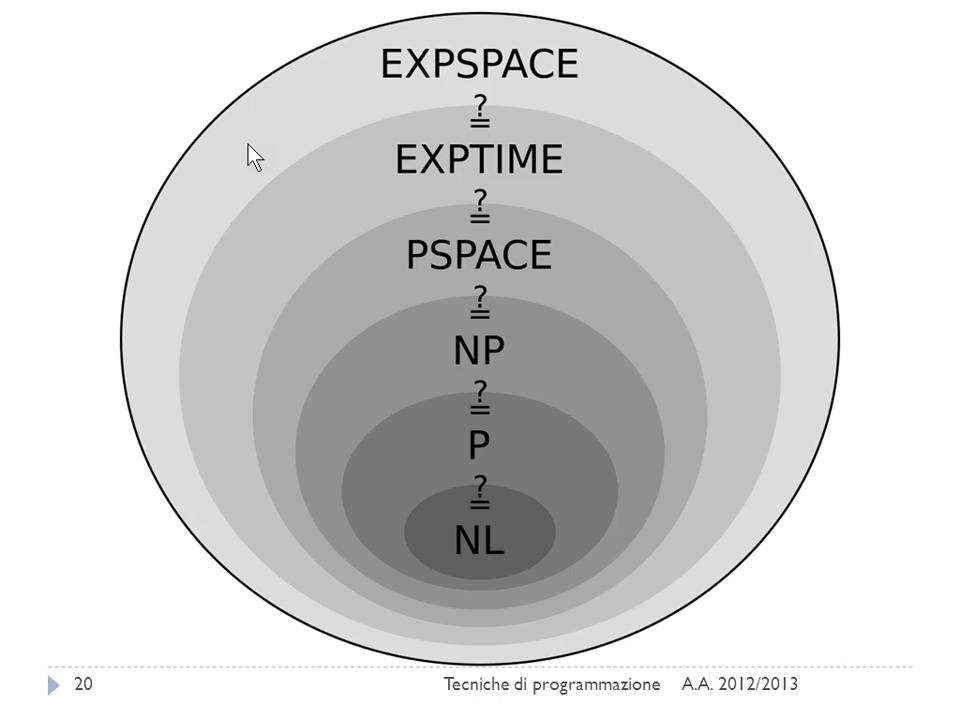 EXPSPACE
?
=
EXPTIME
?
=
PSPACE
?
=
NP
?
=
P
?
=
NL
20 Tecniche di programmazione A.A. 2012/2013